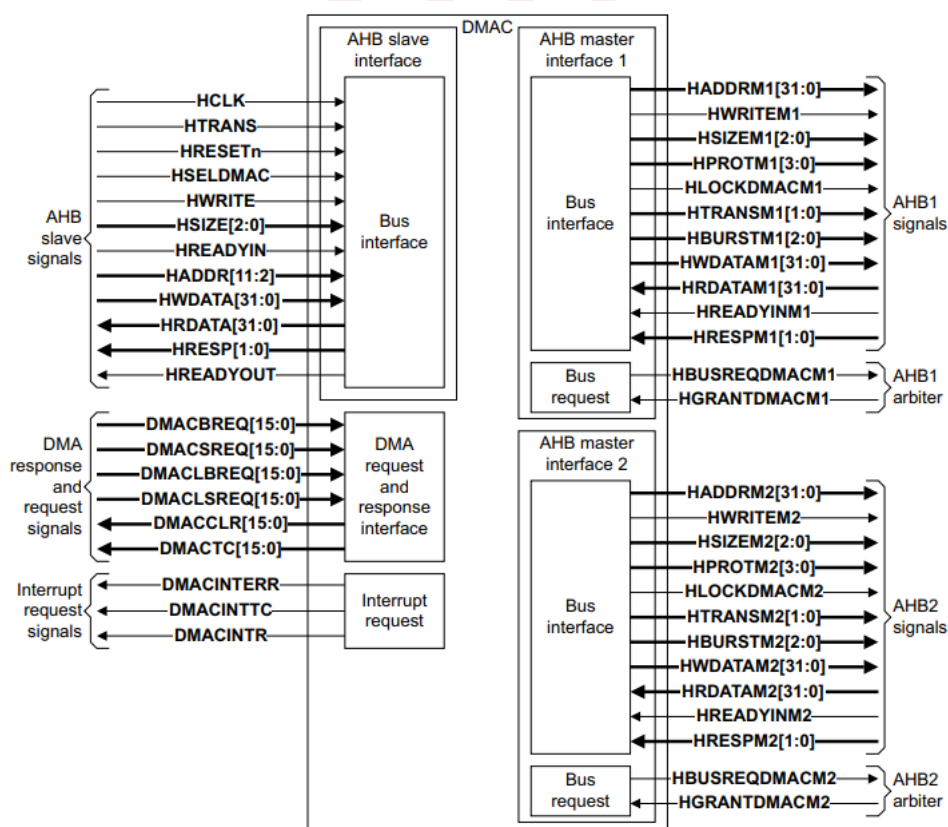 DMAC
AHB slave
interface
AHB slave
signals
HCLK
HTRANS
HRESETn
HSELDMAC
HWRITE
HSIZE[2:0]
HREADYIN
HADDR[11:2]
HWDATA[31:0]
HRDATA[31:0]
HRESP[1:0]
HREADYOUT
Bus
interface
DMA
response
and
request
signals
DMACBREQ[15:0]
DMACSREQ[15:0]
DMACLBREQ[15:0]
DMACLSREQ[15:0]
DMACCLR[15:0]
DMACTC[15:0]
DMA
request
and
response
interface
Interrupt
request
signals
DMACINTERR
DMACINTTC
DMACINTR
Interrupt
request
AHB master
interface 1
Bus
interface
HADDRM1[31:0]
HWRITEM1
HSIZEM1[2:0]
HPROTM1[3:0]
HLOCKDMACM1
HTRANSM1[1:0]
HBURSTM1[2:0]
HWDATAM1[31:0]
HRDATAM1[31:0]
HREADYINM1
HRESPM1[1:0]
AHB1
signals
Bus
request
HBUSREQDMACM1
HGRANTDMACM1
AHB1
arbiter
AHB master
interface 2
Bus
interface
HADDRM2[31:0]
HWRITEM2
HSIZEM2[2:0]
HPROTM2[3:0]
HLOCKDMACM2
HTRANSM2[1:0]
HBURSTM2[2:0]
HWDATAM2[31:0]
HRDATAM2[31:0]
HREADYINM2
HRESPM2[1:0]
AHB2
signals
Bus
request
HBUSREQDMACM2
HGRANTDMACM2
AHB2
arbiter